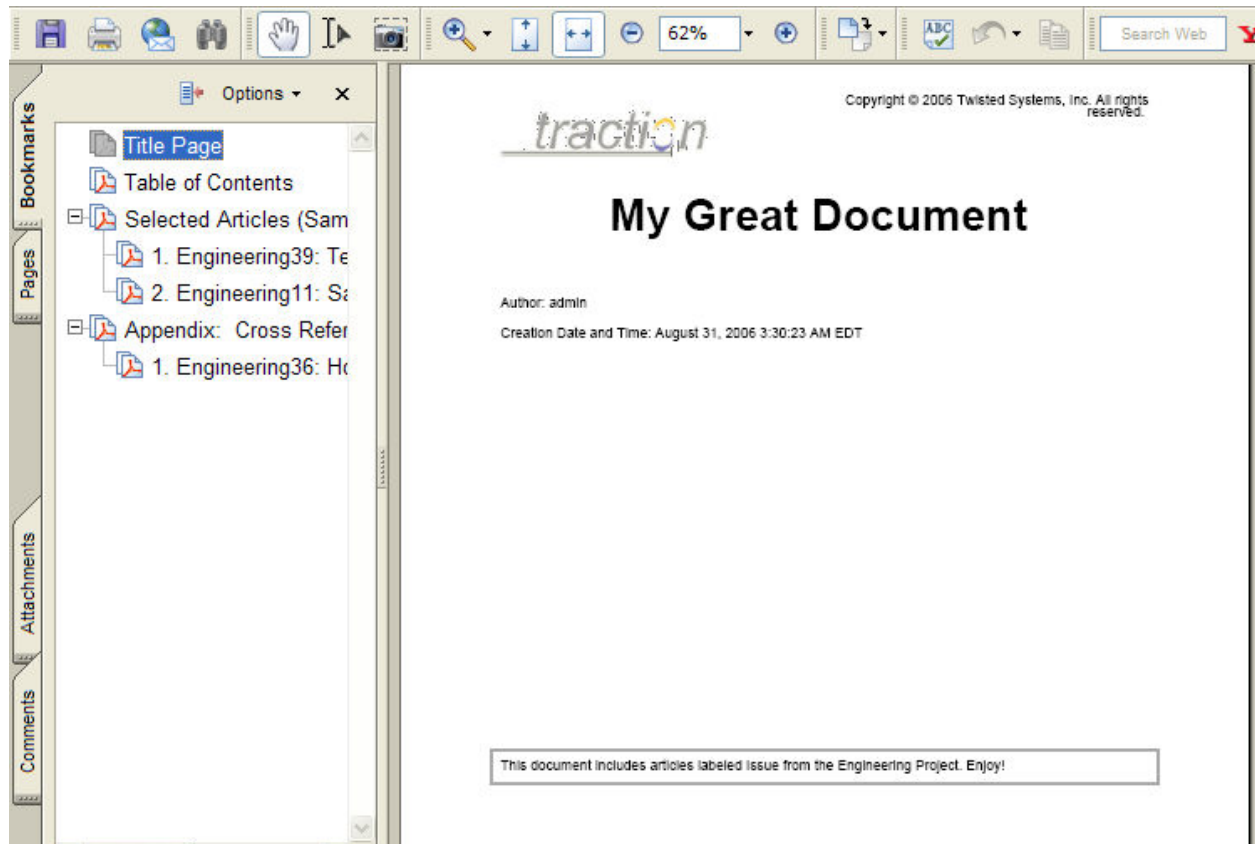 62%
ABC
Search Web
Options
Bookmarks
Pages
Attachments
Comments
Title Page
Table of Contents
Selected Articles (Sam
1. Engineering39: Te
2. Engineering11: Sa
Appendix: Cross Refer
1. Engineering36: Ho
traction
Copyright © 2006 Twisted Systems, Inc. All rights
reserved.
My Great Document
Author: admin
Creation Date and Time: August 31, 2006 3:30:23 AM EDT
This document includes articles labeled issue from the Engineering Project. Enjoy!